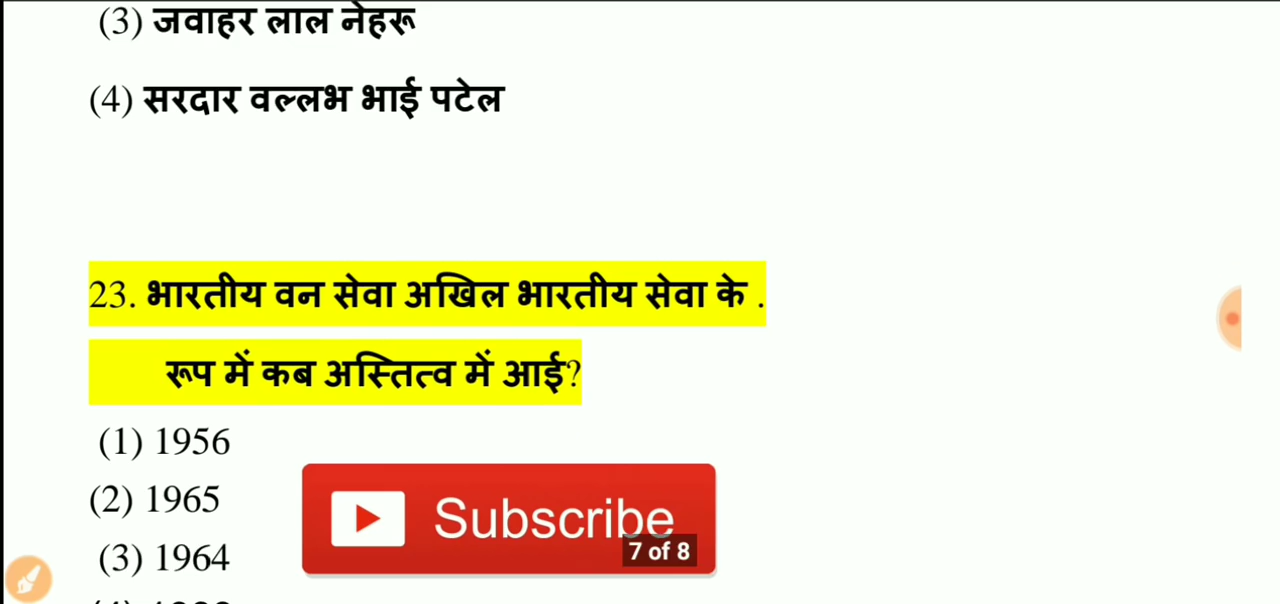 (3) जवाहर लाल नेहरू
(4) सरदार वल्लभ भाई पटेल
23. भारतीय वन सेवा अखिल भारतीय सेवा के .
रूप में कब अस्तित्व में आई?
(1) 1956
(2) 1965
(3) 1964
Subscribe
7 of 8